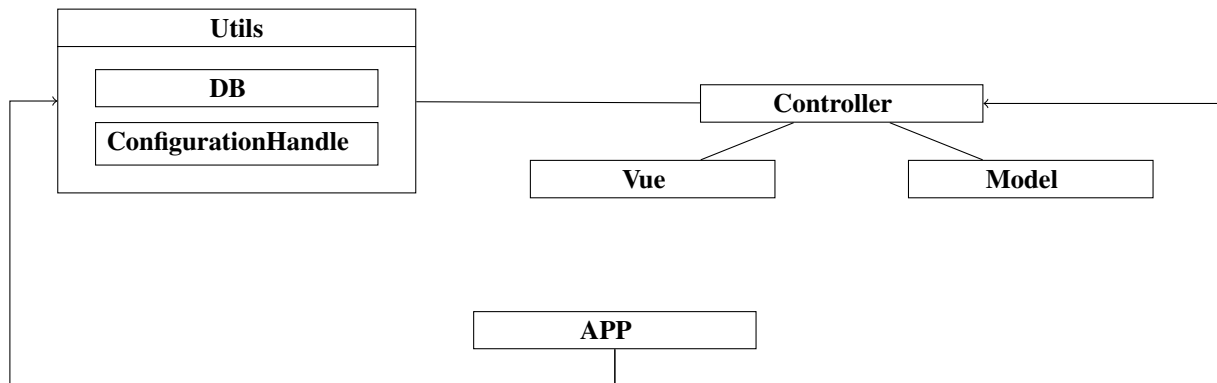 Utils
DB
ConfigurationHandle
Controller
Vue
Model
APP